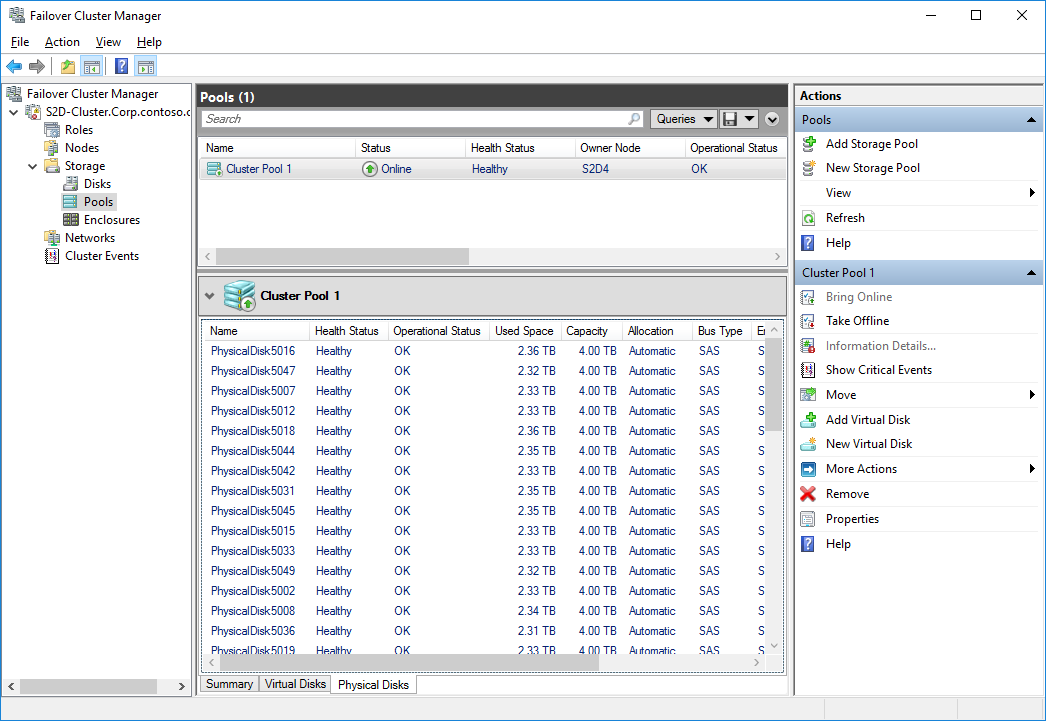 Failover Cluster Manager
File Action View Help
Failover Cluster Manager
S2D-Cluster.Corp.contoso.c
Roles
Nodes
Storage
Disks
Pools
Enclosures
Networks
Cluster Events
Pools (1)
Search
Queries
Name Status Health Status Owner Node Operational Status
Cluster Pool 1 Online Healthy S2D4 OK
Cluster Pool 1
Name Health Status Operational Status Used Space Capacity Allocation Bus Type En
PhysicalDisk5016 Healthy OK 2.36 TB 4.00 TB Automatic SAS S
PhysicalDisk5047 Healthy OK 2.32 TB 4.00 TB Automatic SAS S
PhysicalDisk5007 Healthy OK 2.33 TB 4.00 TB Automatic SAS S
PhysicalDisk5012 Healthy OK 2.33 TB 4.00 TB Automatic SAS S
PhysicalDisk5018 Healthy OK 2.36 TB 4.00 TB Automatic SAS S
PhysicalDisk5044 Healthy OK 2.35 TB 4.00 TB Automatic SAS S
PhysicalDisk5042 Healthy OK 2.33 TB 4.00 TB Automatic SAS S
PhysicalDisk5031 Healthy OK 2.35 TB 4.00 TB Automatic SAS S
PhysicalDisk5045 Healthy OK 2.35 TB 4.00 TB Automatic SAS S
PhysicalDisk5015 Healthy OK 2.33 TB 4.00 TB Automatic SAS S
PhysicalDisk5033 Healthy OK 2.33 TB 4.00 TB Automatic SAS S
PhysicalDisk5049 Healthy OK 2.32 TB 4.00 TB Automatic SAS S
PhysicalDisk5002 Healthy OK 2.33 TB 4.00 TB Automatic SAS S
PhysicalDisk5008 Healthy OK 2.34 TB 4.00 TB Automatic SAS S
PhysicalDisk5036 Healthy OK 2.31 TB 4.00 TB Automatic SAS S
PhysicalDisk5019 Healthy OK 2.33 TB 4.00 TB Automatic SAS S
Summary Virtual Disks Physical Disks
Actions
Pools
Add Storage Pool
New Storage Pool
View
Refresh
Help
Cluster Pool 1
Bring Online
Take Offline
Information Details...
Show Critical Events
Move
Add Virtual Disk
New Virtual Disk
More Actions
Remove
Properties
Help